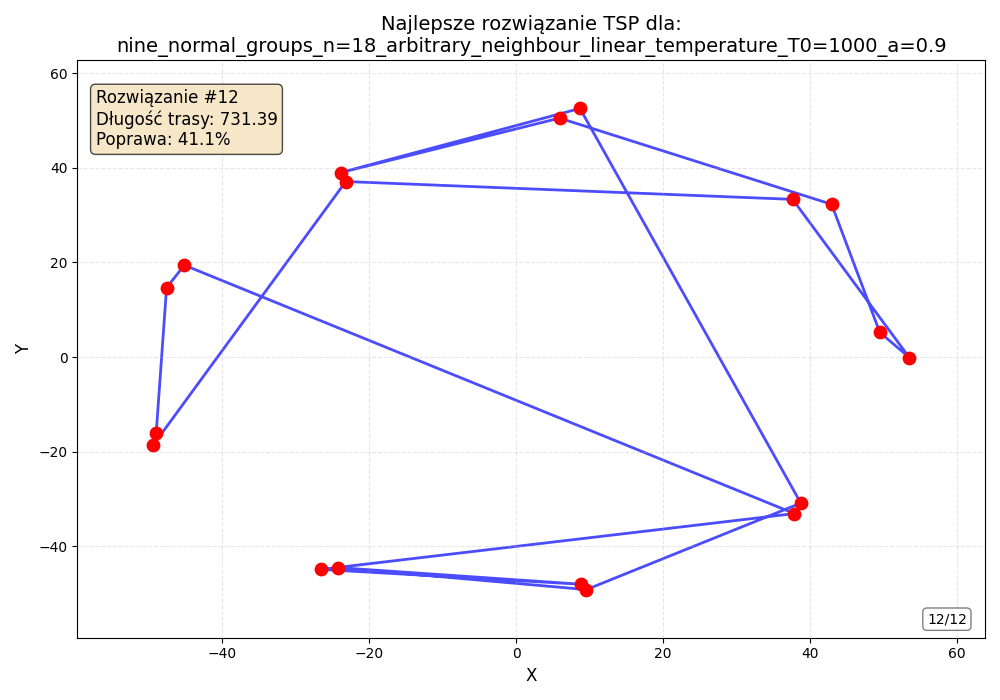 Najlepsze rozwiązanie TSP dla:
nine_normal_groups_n=18_arbitrary_neighbour_linear_temperature_T0=1000_a=0.9
Rozwiązanie #12
Długość trasy: 731.39
Poprawa: 41.1%
60
40
20
0
−20
−40
Y
12/12
−40 −20 0 20 40 60
X